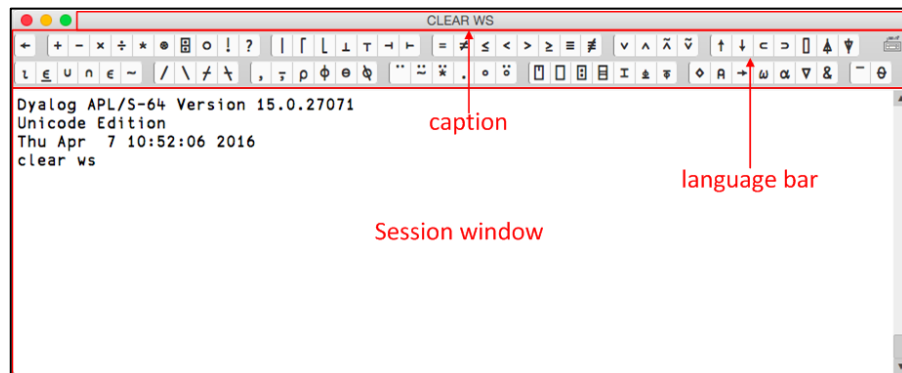 CLEAR WS
← + - × ÷ * ⍟ ⌹ ○ ! ? | ⌈ ⌊ ⊥ ⊤ ⊣ ⊢ = ≠ ≤ < > ≥ ≡ ≢ ∨ ∧ ⍲ ⍱ ↑ ↓ ⊂ ⊃ ⌷ ⍋ ⍒
⍳ ⍷ ∪ ∩ ∊ ~ / \ ⌿ ⍀ , ⍪ ⍴ ⌽ ⊖ ⍉ ¨ ⍨ ⍣ . ∘ ⍤ ⍞ ⎕ ⍠ ⌸ ⌶ ⍎ ⍕ ⋄ ⍝ → ⍵ ⍺ ∇ & ¯ ⍬
Dyalog APL/S-64 Version 15.0.27071
Unicode Edition
Thu Apr  7 10:52:06 2016
clear ws
caption
language bar
Session window